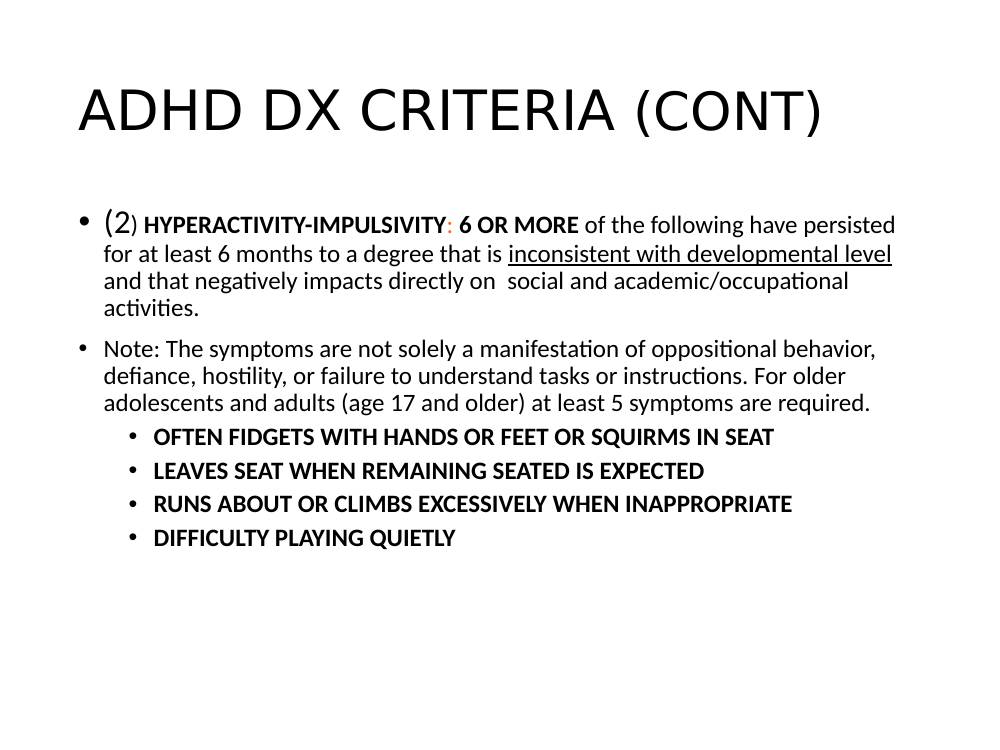 ADHD DX CRITERIA (CONT)
• (2) HYPERACTIVITY-IMPULSIVITY: 6 OR MORE of the following have persisted
for at least 6 months to a degree that is inconsistent with developmental level
and that negatively impacts directly on  social and academic/occupational
activities.
• Note: The symptoms are not solely a manifestation of oppositional behavior,
defiance, hostility, or failure to understand tasks or instructions. For older
adolescents and adults (age 17 and older) at least 5 symptoms are required.
• OFTEN FIDGETS WITH HANDS OR FEET OR SQUIRMS IN SEAT
• LEAVES SEAT WHEN REMAINING SEATED IS EXPECTED
• RUNS ABOUT OR CLIMBS EXCESSIVELY WHEN INAPPROPRIATE
• DIFFICULTY PLAYING QUIETLY